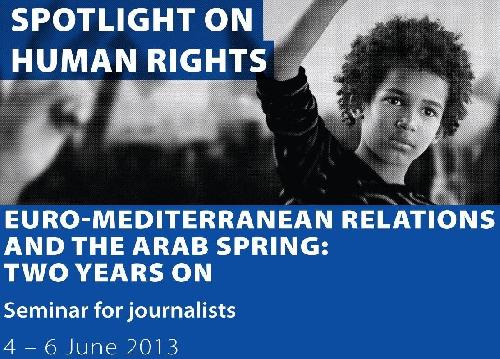 SPOTLIGHT ON
HUMAN RIGHTS
EURO-MEDITERRANEAN RELATIONS
AND THE ARAB SPRING:
TWO YEARS ON
Seminar for journalists
4 – 6 June 2013